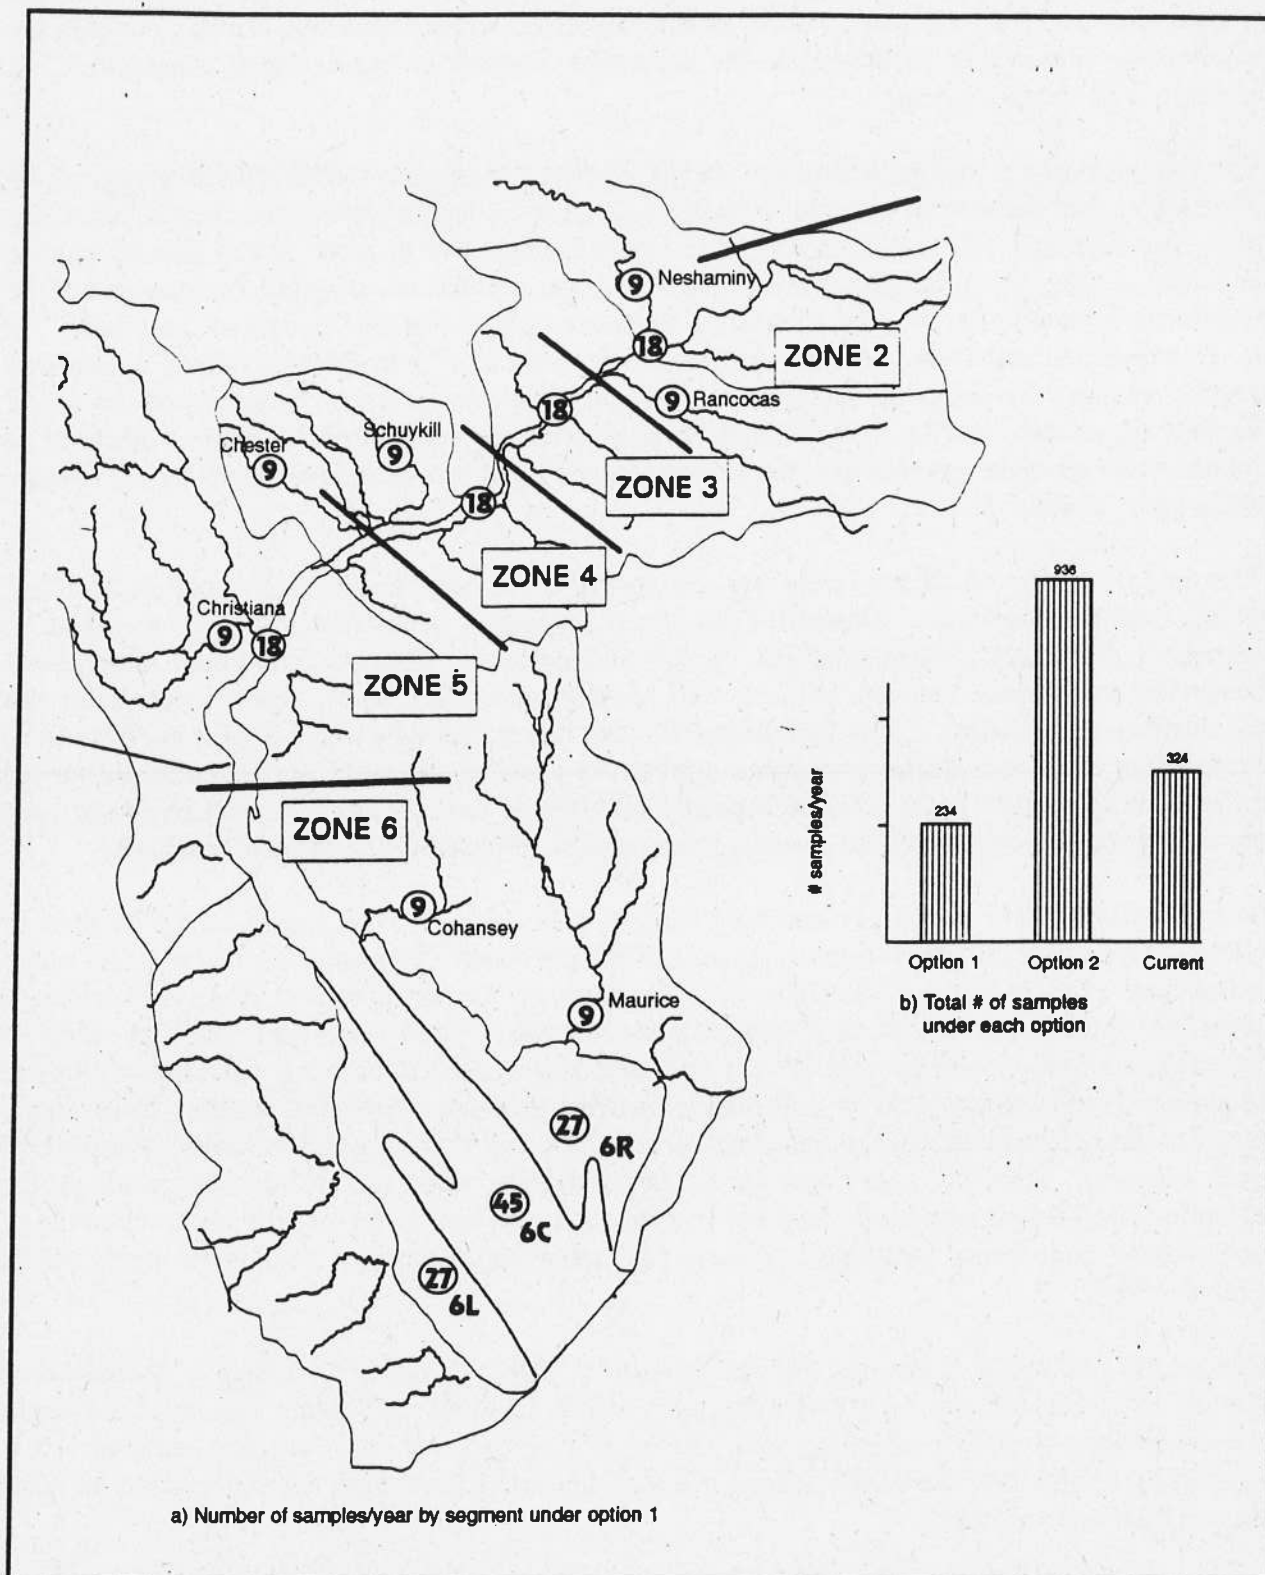 9 Neshaminy
18
ZONE 2
18
9 Rancocas
Schuykill
9
Chester
9
ZONE 3
18
ZONE 4
Christiana
9
18
ZONE 5
ZONE 6
9
Cohansey
Maurice
9
27
6R
45
6C
27
6L
a) Number of samples/year by segment under option 1
# samples/year
234
936
324
Option 1 Option 2 Current
b) Total # of samples
under each option